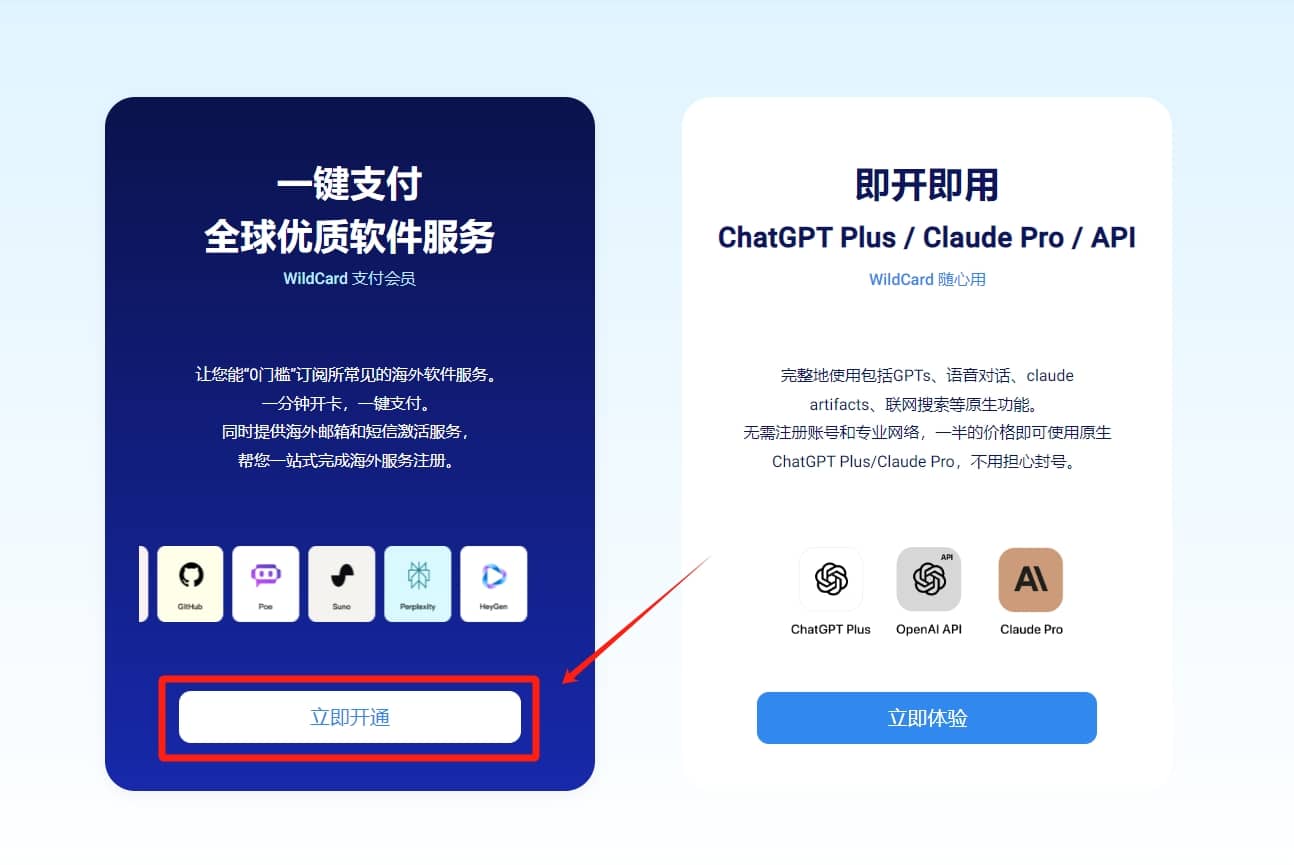 一键支付
全球优质软件服务
WildCard 支付会员
让您能“0门槛”订阅所常见的海外软件服务。
一分钟开卡，一键支付。
同时提供海外邮箱和短信激活服务，
帮您一站式完成海外服务注册。
GitHub
Poe
Suno
Perplexity
HeyGen
立即开通
即开即用
ChatGPT Plus / Claude Pro / API
WildCard 随心用
完整地使用包括GPTs、语音对话、claude
artifacts、联网搜索等原生功能。
无需注册账号和专业网络，一半的价格即可使用原生
ChatGPT Plus/Claude Pro，不用担心封号。
API
ChatGPT Plus
OpenAI API
Claude Pro
立即体验